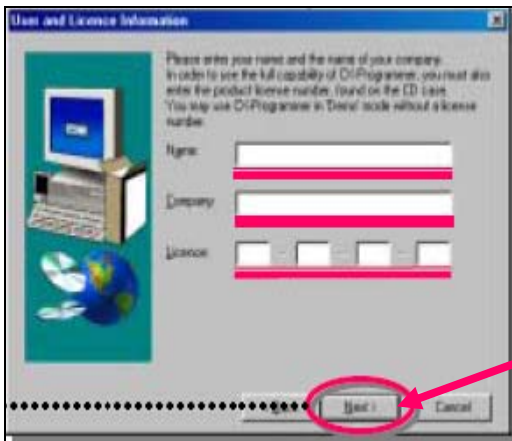 User and Licence Information
Please enter your name and the name of your company.
In order to use the full capability of CX-Programmer, you must also
enter the product license number, found on the CD case.
You may use CX-Programmer in 'Demo' mode without a license
number.
Name:
Company:
Licence:
- - -
Next >
Cancel